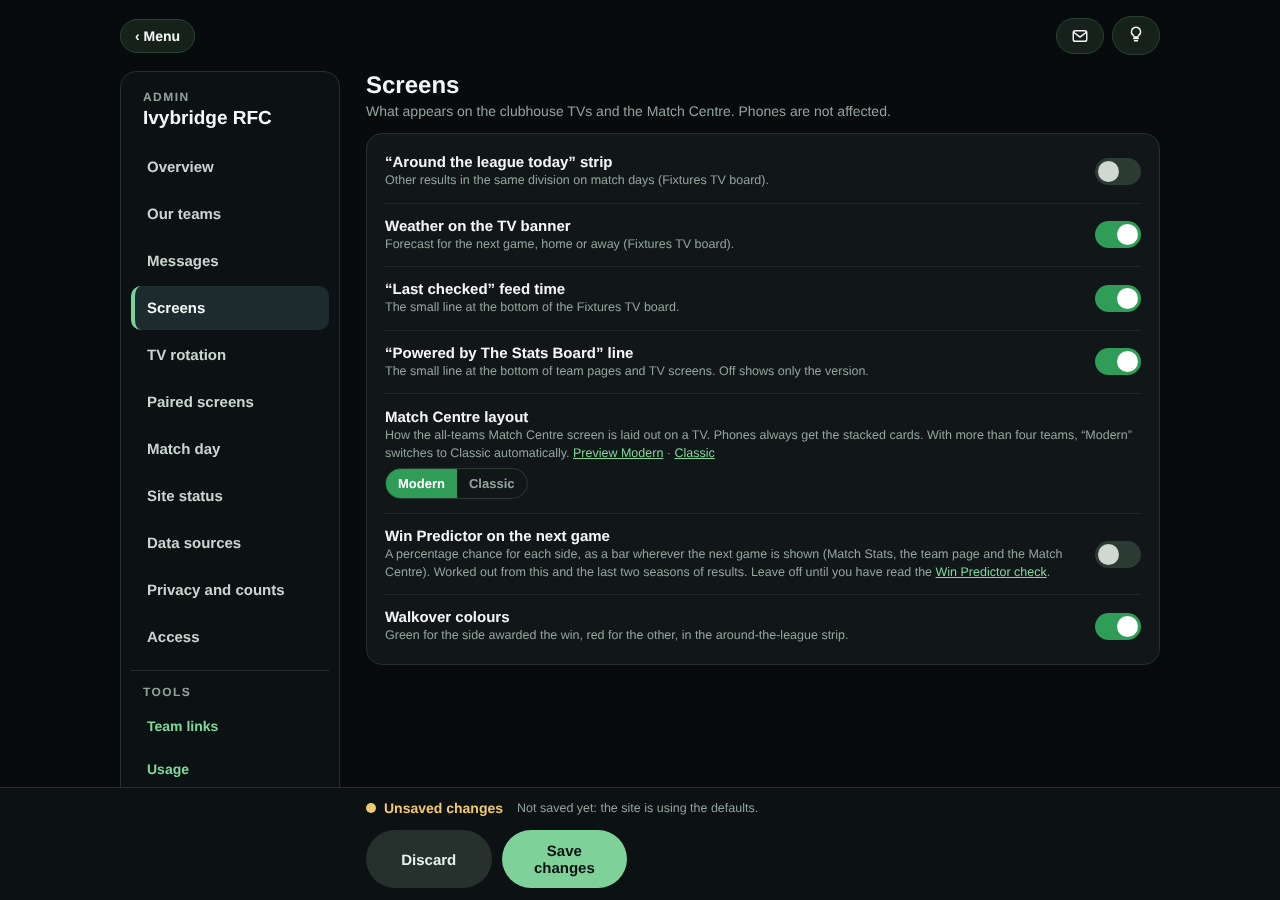 ‹ Menu
ADMIN
Ivybridge RFC
Overview
Our teams
Messages
Screens
TV rotation
Paired screens
Match day
Site status
Data sources
Privacy and counts
Access
TOOLS
Team links
Usage
Screens
What appears on the clubhouse TVs and the Match Centre. Phones are not affected.
“Around the league today” strip
Other results in the same division on match days (Fixtures TV board).
Weather on the TV banner
Forecast for the next game, home or away (Fixtures TV board).
“Last checked” feed time
The small line at the bottom of the Fixtures TV board.
“Powered by The Stats Board” line
The small line at the bottom of team pages and TV screens. Off shows only the version.
Match Centre layout
How the all-teams Match Centre screen is laid out on a TV. Phones always get the stacked cards. With more than four teams, “Modern”
switches to Classic automatically. Preview Modern · Classic
Modern Classic
Win Predictor on the next game
A percentage chance for each side, as a bar wherever the next game is shown (Match Stats, the team page and the Match
Centre). Worked out from this and the last two seasons of results. Leave off until you have read the Win Predictor check.
Walkover colours
Green for the side awarded the win, red for the other, in the around-the-league strip.
Unsaved changes Not saved yet: the site is using the defaults.
Discard
Save
changes